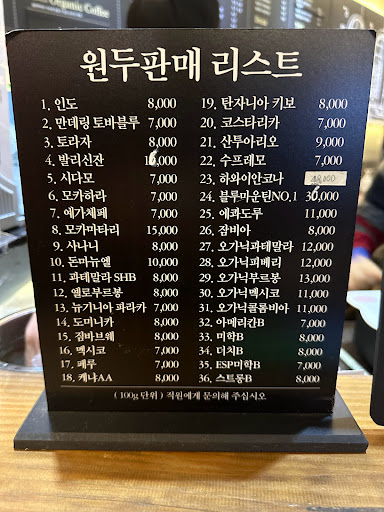 Organic Coffee
원두판매 리스트
1. 인도 8,000
2. 만데링 토바블루 7,000
3. 토라자 8,000
4. 발리신잔
5. 시다모 7,000
6. 모카하라 7,000
7. 예가체페 7,000
8. 모카마타리 15,000
9. 사나니 8,000
10. 돈마뉴엘 10,000
11. 과테말라 SHB 8,000
12. 옐로부르봉 8,000
13. 뉴기니아 파라카 7,000
14. 도미니카 8,000
15. 짐바브웨 8,000
16. 멕시코 7,000
17. 페루 7,000
18. 케냐AA 8,000
19. 탄자니아 키보 8,000
20. 코스타리카 7,000
21. 산투아리오 9,000
22. 수프레모 7,000
23. 하와이안코나
24. 블루마운틴NO.1
25. 에콰도루 11,000
26. 잠비아 8,000
27. 오가닉과테말라 12,000
28. 오가닉피베리 12,000
29. 오가닉부르봉 13,000
30. 오가닉멕시코 11,000
31. 오가닉콜롬비아 11,000
32. 아메리칸B 7,000
33. 미학B 8,000
34. 더치B 8,000
35. ESP미학B 7,000
36. 스트롱B 8,000
( 100g 단위 ) 직원에게 문의해 주십시오